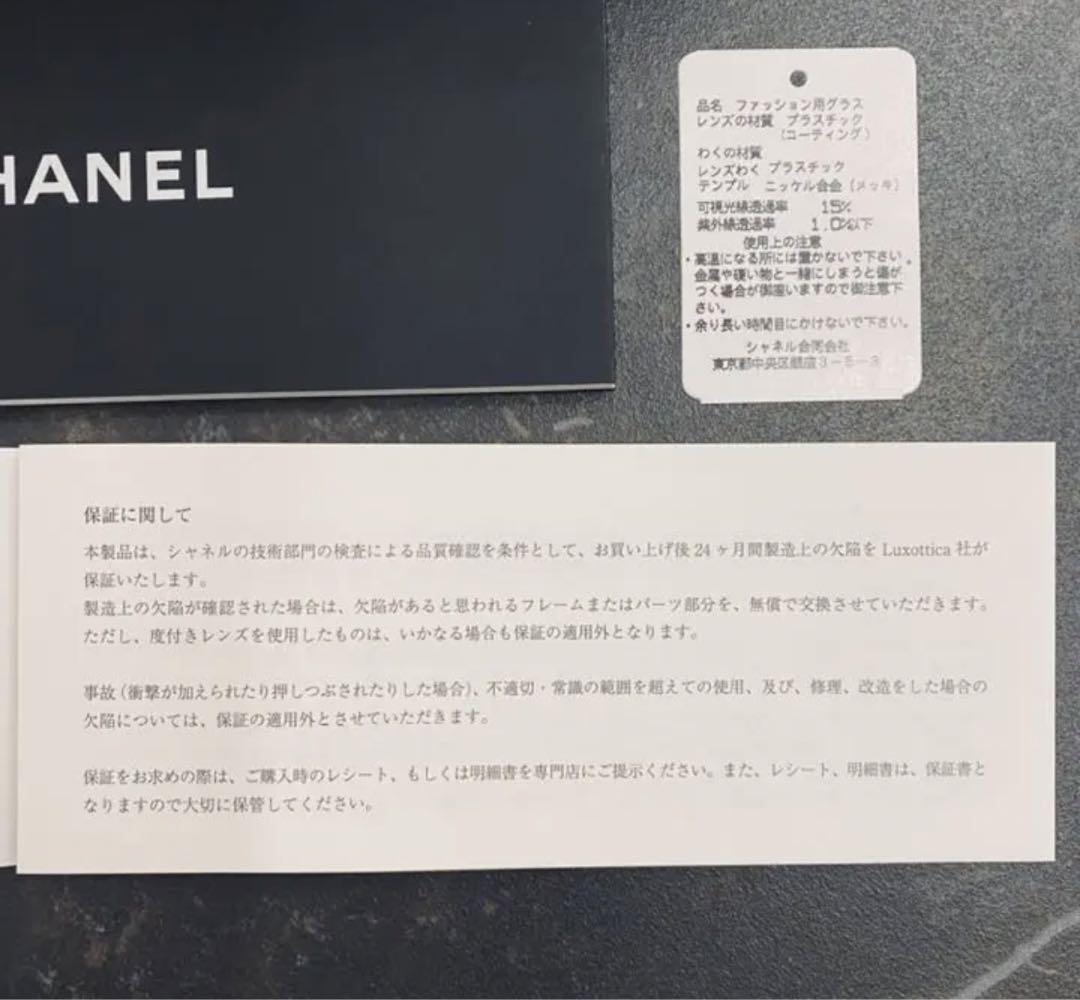 HANEL
品名 ファッション用グラス
レンズの材質 プラスチック
(コーティング)
わくの材質
レンズわく プラスチック
テンプル ニッケル合金(メッキ)
可視光線透過率 15%
紫外線透過率 1.0%以下
使用上の注意
・高温になる所には置かないで下さい。
金属や硬い物と一緒にしまうと傷が
つく場合が御座いますので御注意下
さい。
・余り長い時間目にかけないで下さい。
シャネル合同会社
東京都中央区銀座3-5-3
保証に関して
本製品は、シャネルの技術部門の検査による品質確認を条件として、お買い上げ後24ヶ月間製造上の欠陥をLuxottica 社が
保証いたします。
製造上の欠陥が確認された場合は、欠陥があると思われるフレームまたはパーツ部分を、無償で交換させていただきます。
ただし、度付きレンズを使用したものは、いかなる場合も保証の適用外となります。
事故(衝撃が加えられたり押しつぶされたりした場合)、不適切・常識の範囲を超えての使用、及び、修理、改造をした場合の
欠陥については、保証の適用外とさせていただきます。
保証をお求めの際は、ご購入時のレシート、もしくは明細書を専門店にご提示ください。また、レシート、明細書は、保証書と
なりますので大切に保管してください。